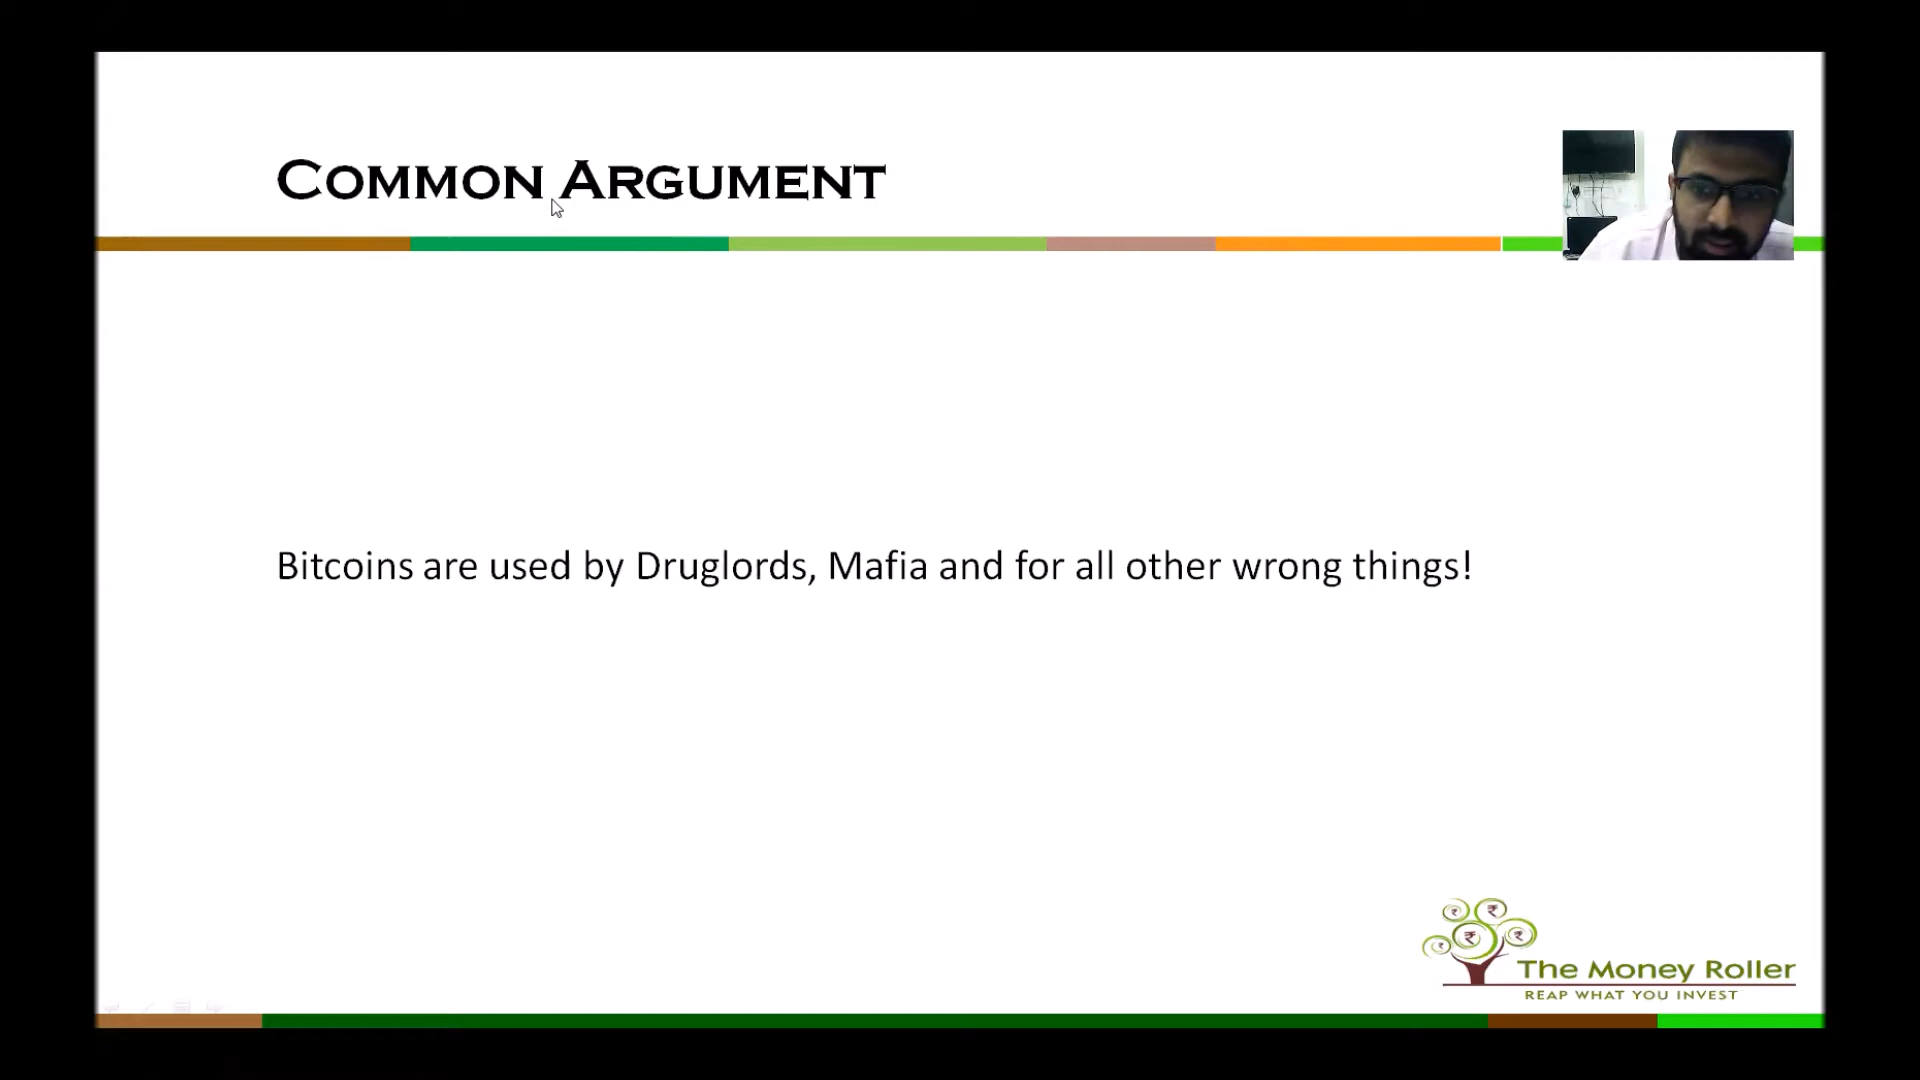 Common Argument
Bitcoins are used by Druglords, Mafia and for all other wrong things!
The Money Roller
REAP WHAT YOU INVEST